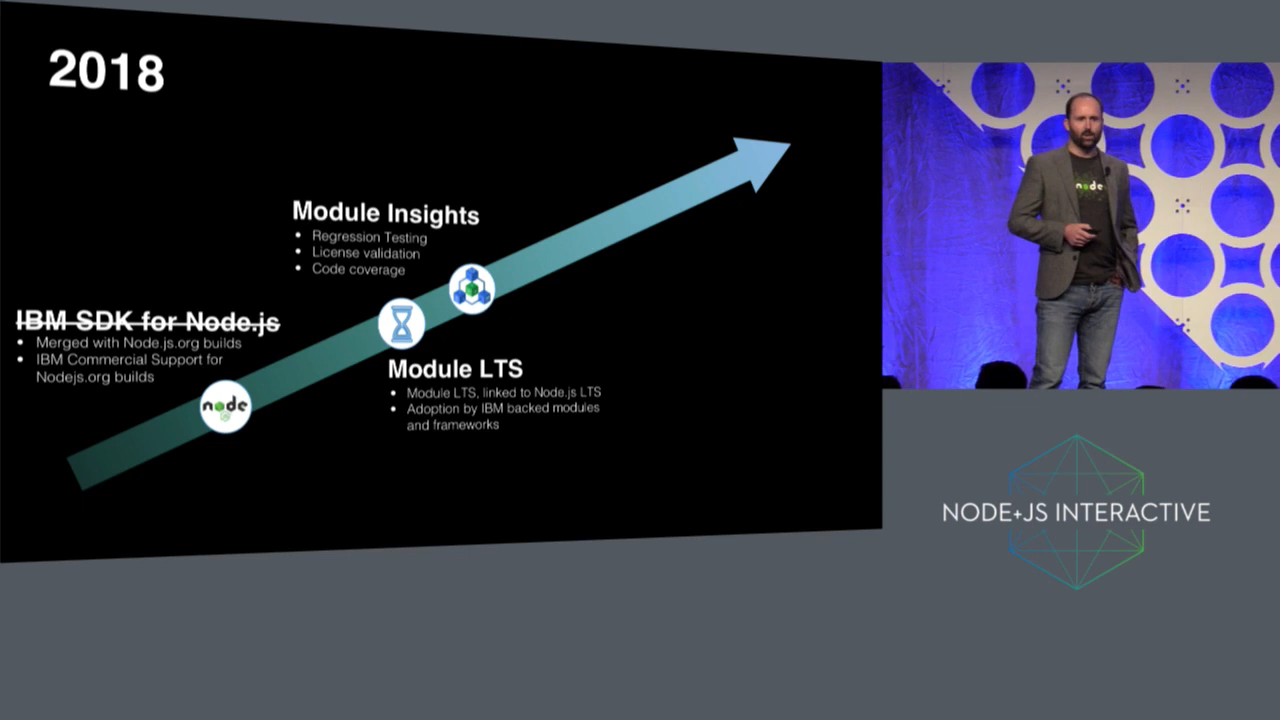 2018
Module Insights
• Regression Testing
• License validation
• Code coverage
IBM SDK for Node.js
• Merged with Node.js.org builds
• IBM Commercial Support for
Nodejs.org builds
node
Module LTS
• Module LTS, linked to Node.js LTS
• Adoption by IBM backed modules
and frameworks
node
NODE+JS INTERACTIVE